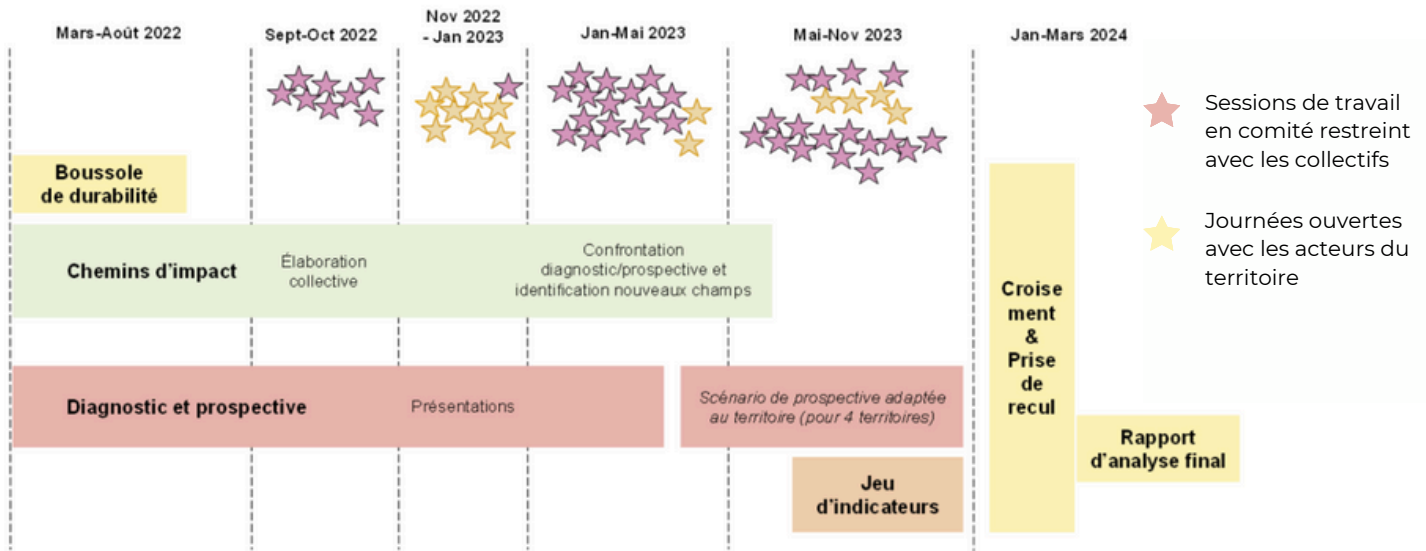 Mars-Août 2022
Sept-Oct 2022
Nov 2022
- Jan 2023
Jan-Mai 2023
Mai-Nov 2023
Jan-Mars 2024
Sessions de travail
en comité restreint
avec les collectifs
Journées ouvertes
avec les acteurs du
territoire
Boussole
de durabilité
Chemins d'impact
Élaboration
collective
Confrontation
diagnostic/prospective et
identification nouveaux champs
Diagnostic et prospective
Présentations
Scénario de prospective adaptée
au territoire (pour 4 territoires)
Jeu
d'indicateurs
Croise
ment
&
Prise
de
recul
Rapport
d'analyse final